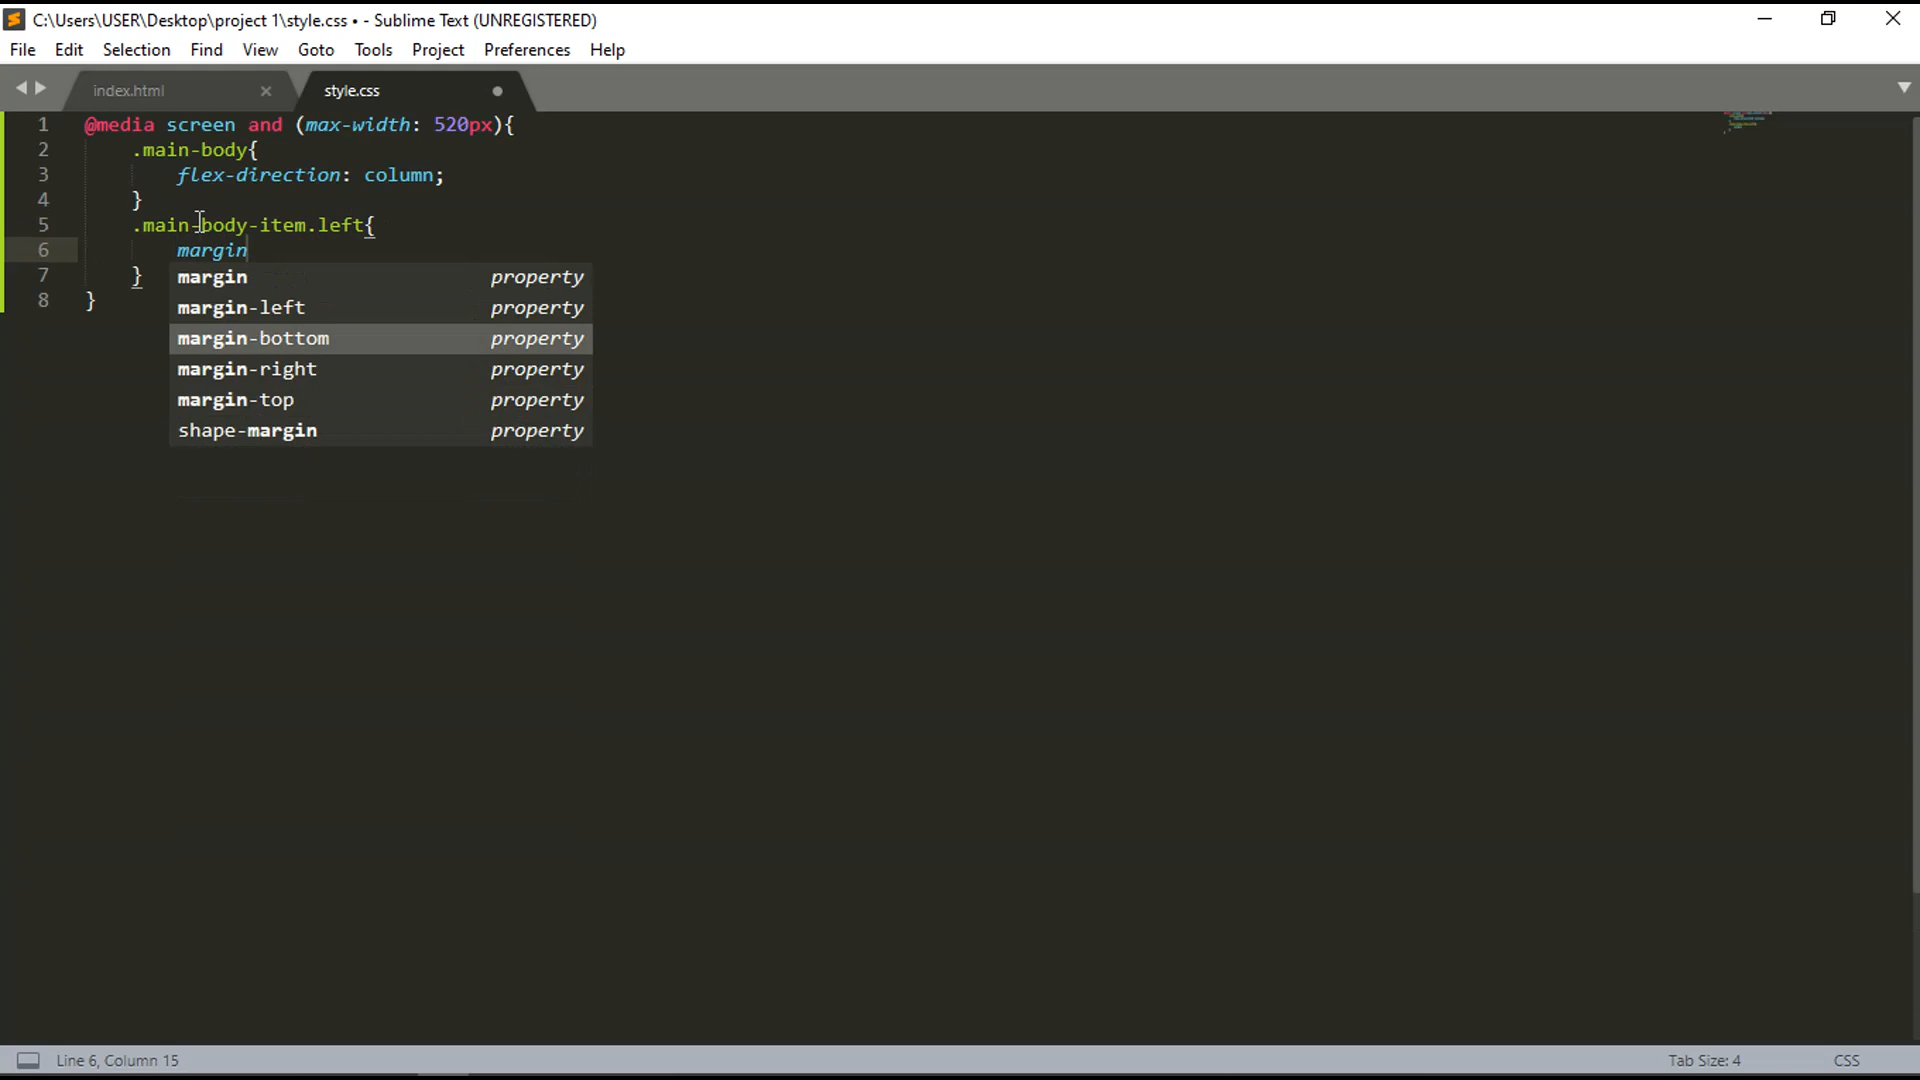 C:\Users\USER\Desktop\project 1\style.css • - Sublime Text (UNREGISTERED)
File Edit Selection Find View Goto Tools Project Preferences Help
index.html style.css
1 @media screen and (max-width: 520px){
2 .main-body{
3 flex-direction: column;
4 }
5 .main-body-item.left{
6 margin
7 }
8 }
margin property
margin-left property
margin-bottom property
margin-right property
margin-top property
shape-margin property
Line 6, Column 15 Tab Size: 4 CSS